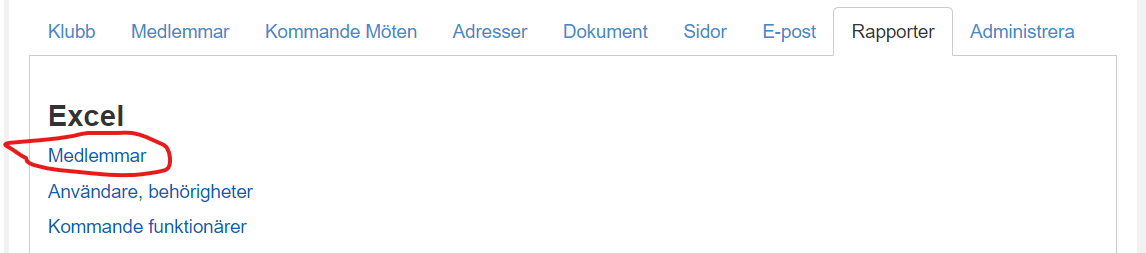 Klubb Medlemmar Kommande Möten Adresser Dokument Sidor E-post Rapporter Administrera
Excel
Medlemmar
Användare, behörigheter
Kommande funktionärer